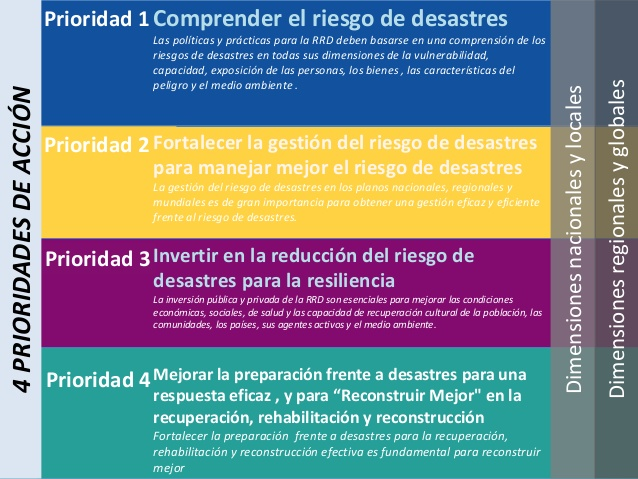 4 PRIORIDADES DE ACCIÓN
Prioridad 1
Comprender el riesgo de desastres
Las políticas y prácticas para la RRD deben basarse en una comprensión de los
riesgos de desastres en todas sus dimensiones de la vulnerabilidad,
capacidad, exposición de las personas, los bienes , las características del
peligro y el medio ambiente .
Prioridad 2
Fortalecer la gestión del riesgo de desastres
para manejar mejor el riesgo de desastres
La gestión del riesgo de desastres en los planos nacionales, regionales y
mundiales es de gran importancia para obtener una gestión eficaz y eficiente
frente al riesgo de desastres.
Prioridad 3
Invertir en la reducción del riesgo de
desastres para la resiliencia
La inversión pública y privada de la RRD son esenciales para mejorar las condiciones
económicas, sociales, de salud y las capacidad de recuperación cultural de la población, las
comunidades, los países, sus agentes activos y el medio ambiente.
Prioridad 4
Mejorar la preparación frente a desastres para una
respuesta eficaz , y para “Reconstruir Mejor" en la
recuperación, rehabilitación y reconstrucción
Fortalecer la preparación  frente a desastres para la recuperación,
rehabilitación y reconstrucción efectiva es fundamental para reconstruir
mejor
Dimensiones nacionales y locales
Dimensiones regionales y globales